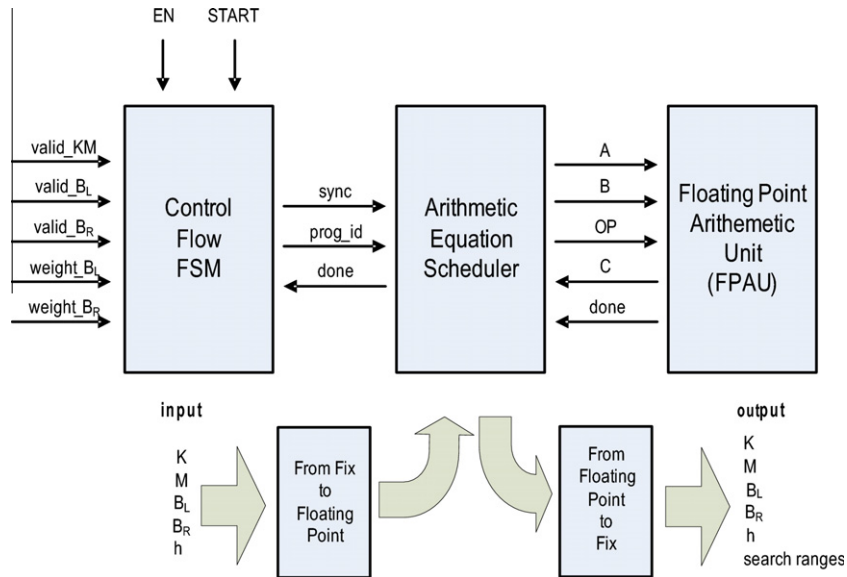 EN
START
valid_KM
valid_BL
valid_BR
weight_BL
weight_BR
Control
Flow
FSM
sync
prog_id
done
Arithmetic
Equation
Scheduler
A
B
OP
C
done
Floating Point
Arithemetic
Unit
(FPAU)
input
K
M
BL
BR
h
From Fix
to
Floating
Point
From
Floating
Point
to
Fix
output
K
M
BL
BR
h
search ranges